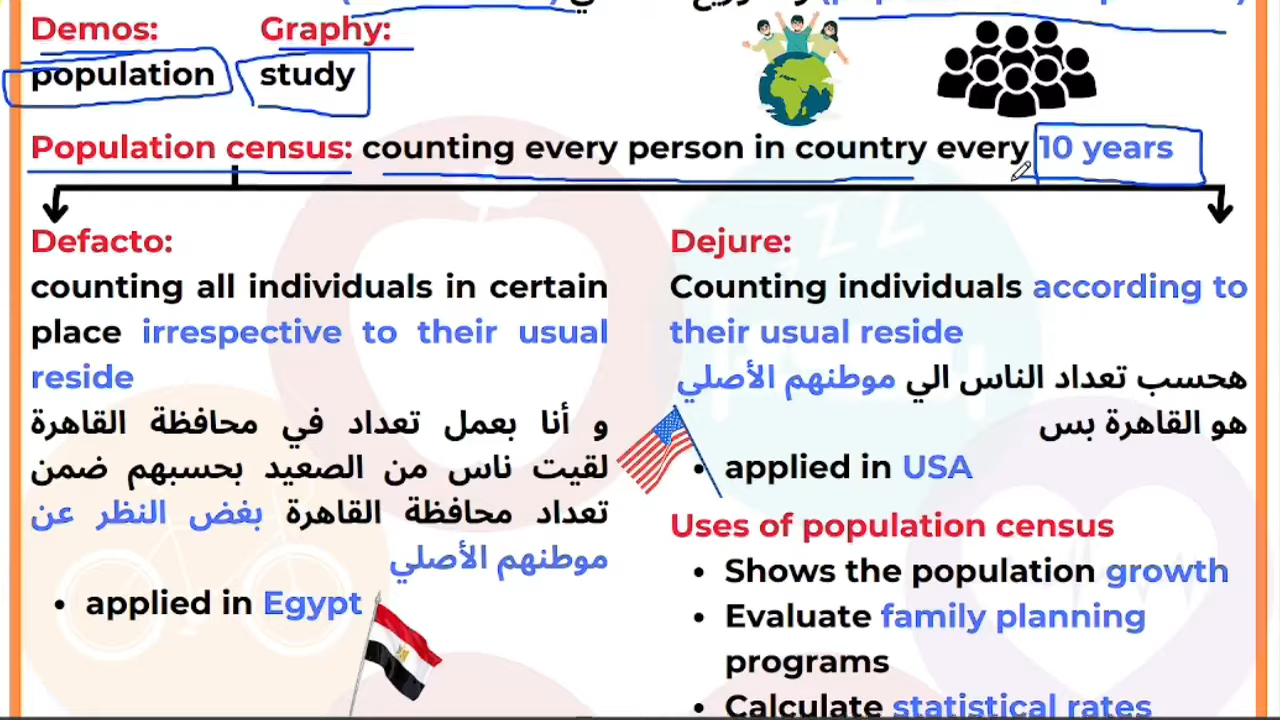 Demos: Graphy:
population study
Population census: counting every person in country every 10 years
Defacto:
counting all individuals in certain
place irrespective to their usual
reside
و أنا بعمل تعداد في محافظة القاهرة
لقيت ناس من الصعيد بحسبهم ضمن
تعداد محافظة القاهرة بغض النظر عن
موطنهم الأصلي
applied in Egypt
Dejure:
Counting individuals according to
their usual reside
هحسب تعداد الناس الي موطنهم الأصلي
هو القاهرة بس
applied in USA
Uses of population census
Shows the population growth
Evaluate family planning
programs
Calculate statistical rates